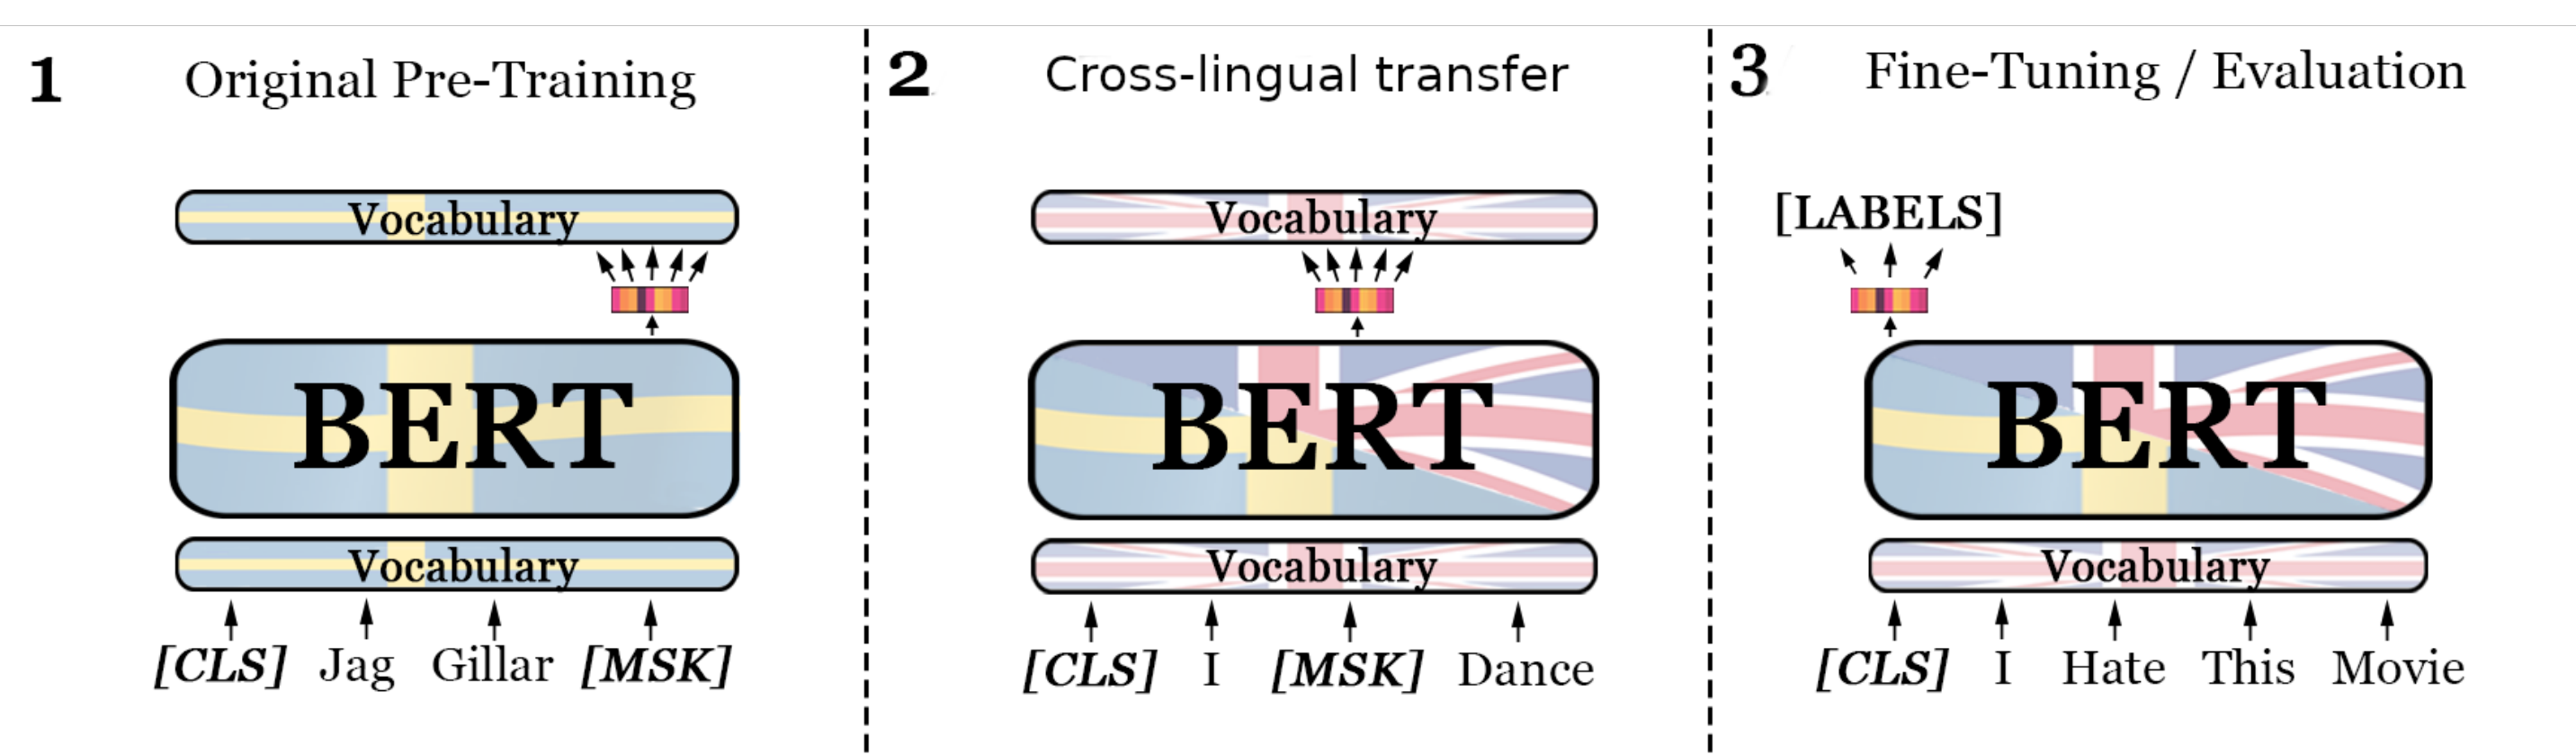 1 Original Pre-Training
Vocabulary
BERT
Vocabulary
[CLS] Jag Gillar [MSK]
2 Cross-lingual transfer
Vocabulary
BERT
Vocabulary
[CLS] I [MSK] Dance
3 Fine-Tuning / Evaluation
[LABELS]
BERT
Vocabulary
[CLS] I Hate This Movie